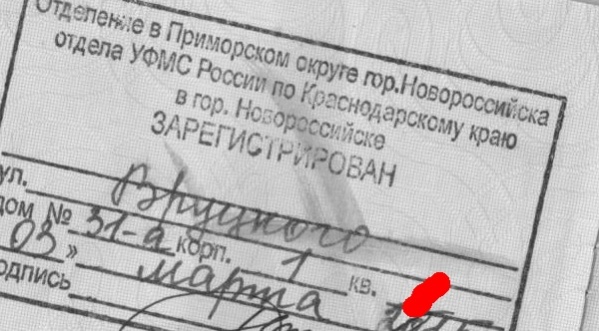 Отделение в Приморском округе гор.Новороссийска
отдела УФМС России по Краснодарскому краю
в гор. Новороссийске
ЗАРЕГИСТРИРОВАН
ул. Вруцкого
дом № 31-а корп. 1 кв.
03 » марта
одпись